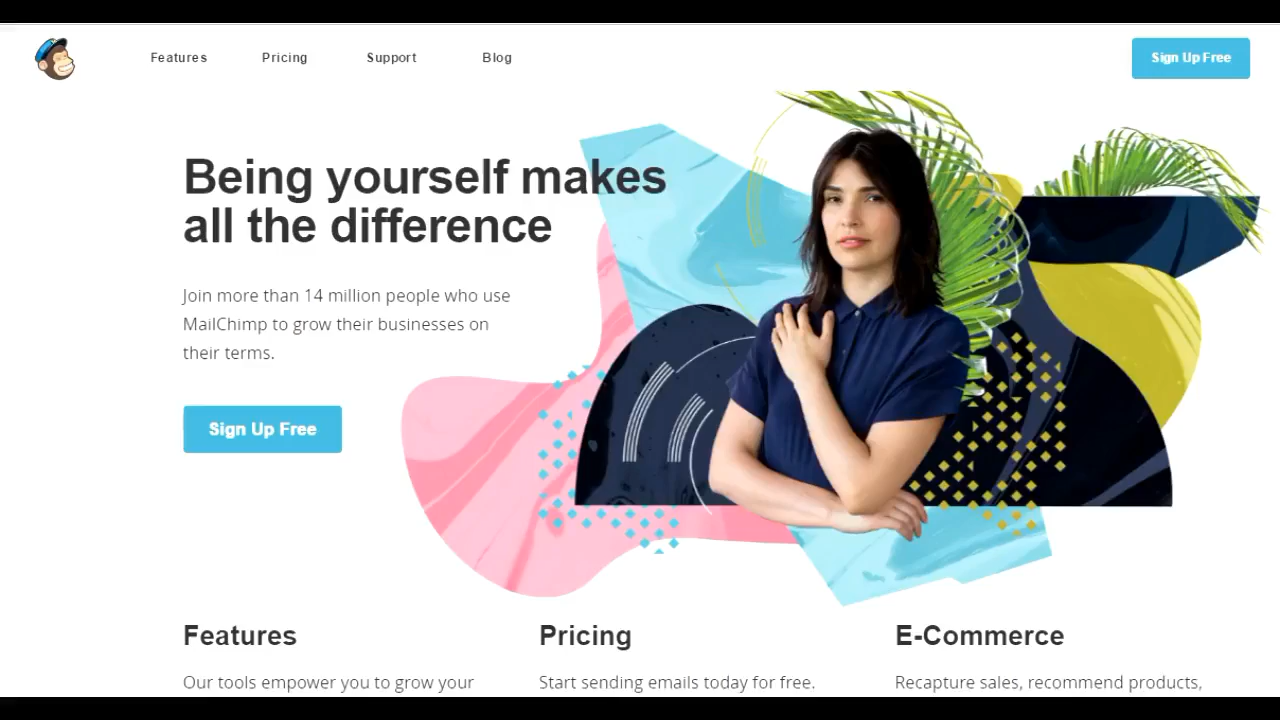 Features Pricing Support Blog Sign Up Free
Being yourself makes
all the difference
Join more than 14 million people who use
MailChimp to grow their businesses on
their terms.
Sign Up Free
Features
Our tools empower you to grow your
Pricing
Start sending emails today for free.
E-Commerce
Recapture sales, recommend products,